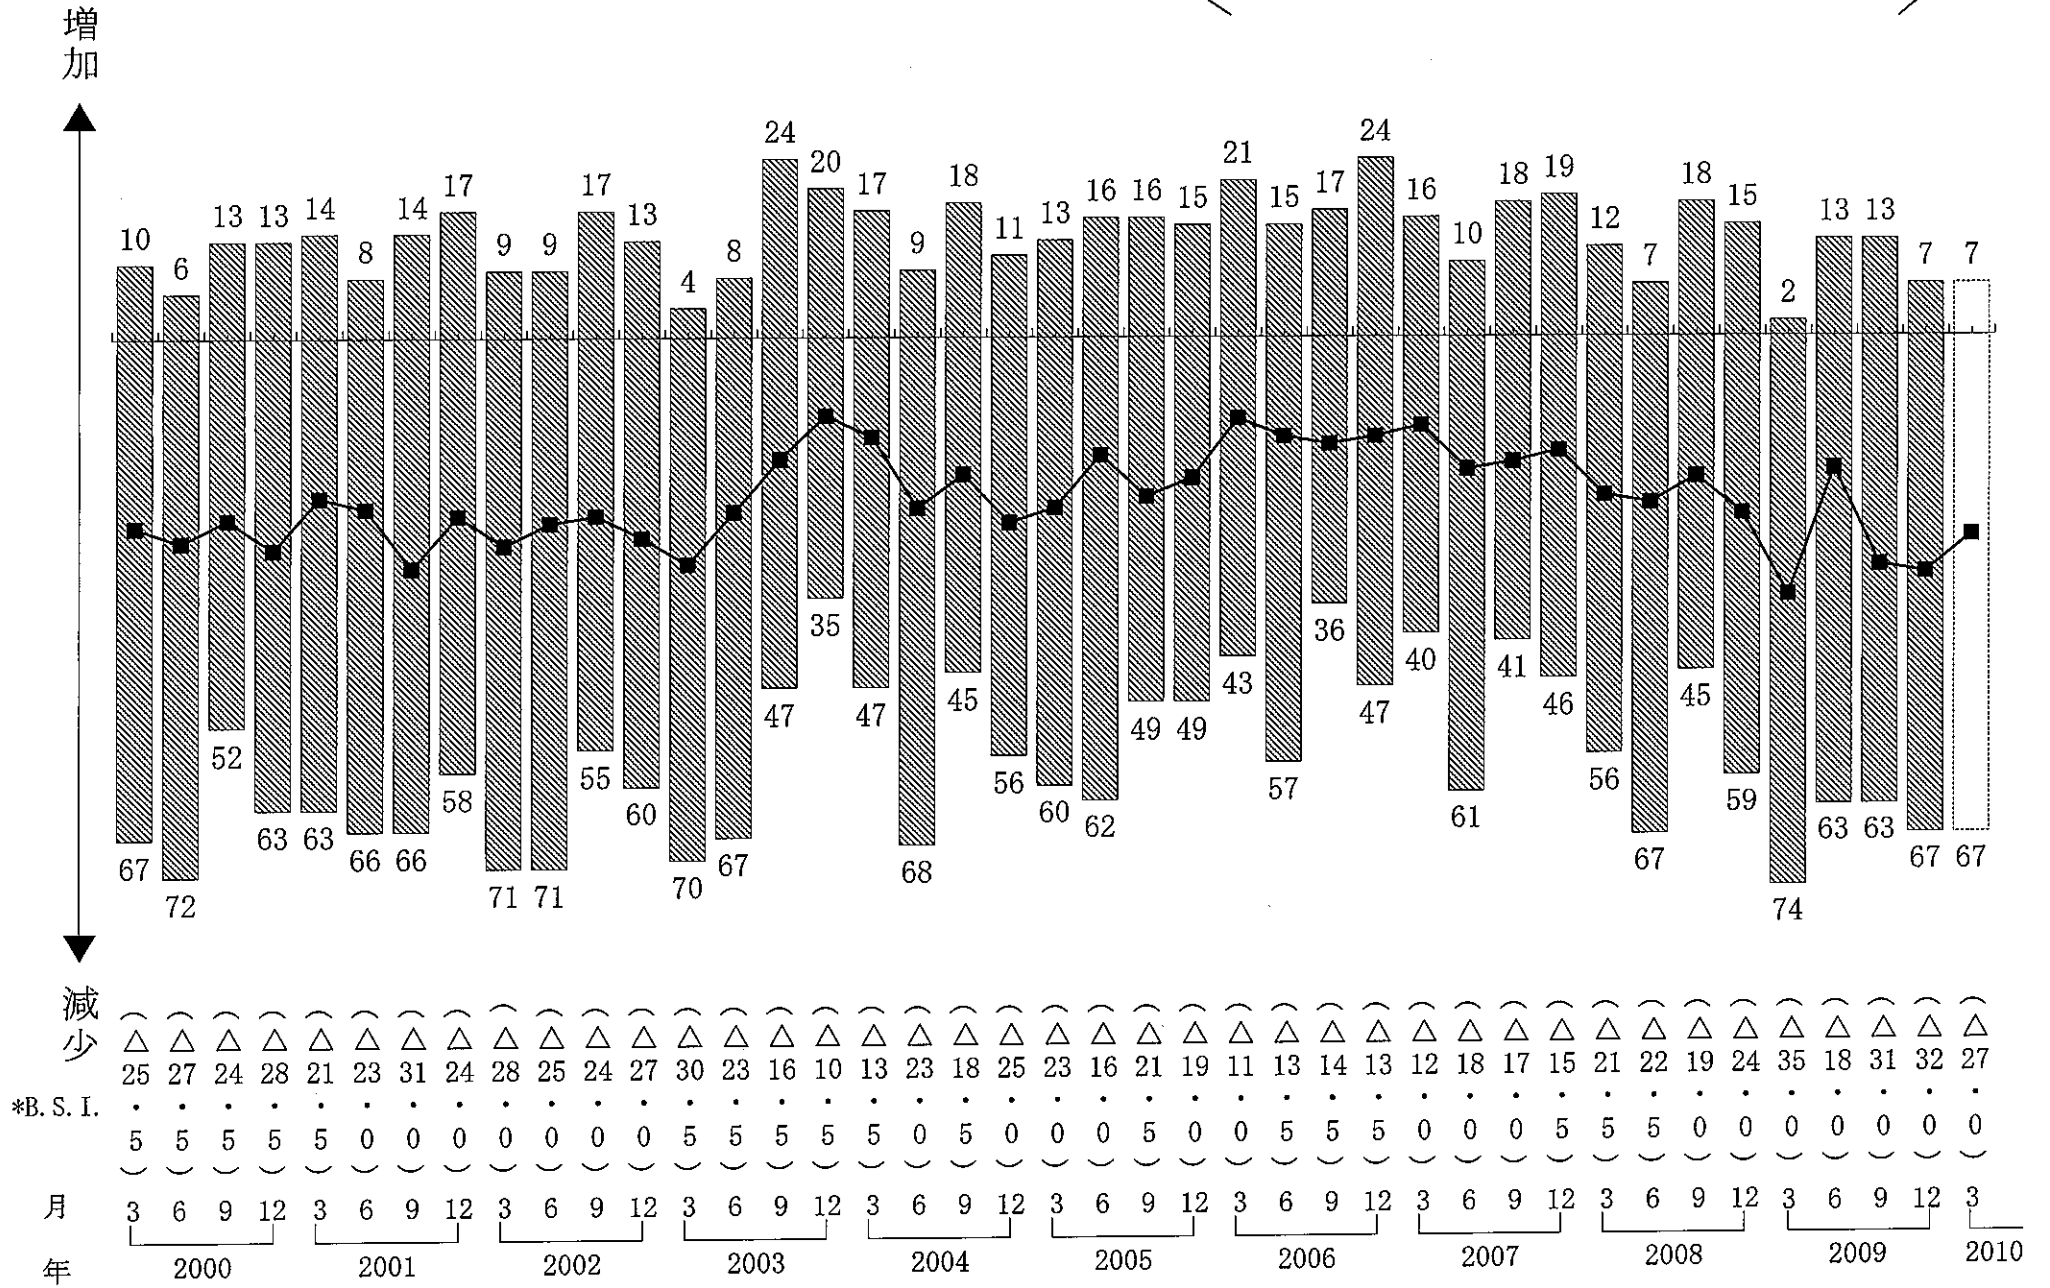 増加
10 6 13 13 14 8 14 17 9 9 17 13 4 8 24 20 17 9 18 11 13 16 16 15 21 15 17 24 16 10 18 19 12 7 18 15 2 13 13 7 7
67 72 52 63 63 66 66 58 71 71 55 60 70 67 47 35 47 68 45 56 60 62 49 49 43 57 36 47 40 61 41 46 56 67 45 59 74 63 63 67 67
減少
*B.S.I.
(△25・5) (△27・5) (△24・5) (△28・5) (△21・5) (△23・0) (△31・0) (△24・0) (△28・0) (△25・0) (△24・0) (△27・0) (△30・5) (△23・5) (△16・5) (△10・5) (△13・5) (△23・0) (△18・5) (△25・0) (△23・0) (△16・0) (△21・5) (△19・0) (△11・0) (△13・5) (△14・5) (△13・5) (△12・0) (△18・0) (△17・0) (△15・5) (△21・5) (△22・5) (△19・0) (△24・0) (△35・0) (△18・0) (△31・0) (△32・0) (△27・0)
月 3 6 9 12 3 6 9 12 3 6 9 12 3 6 9 12 3 6 9 12 3 6 9 12 3 6 9 12 3 6 9 12 3 6 9 12 3 6 9 12 3
年 2000 2001 2002 2003 2004 2005 2006 2007 2008 2009 2010